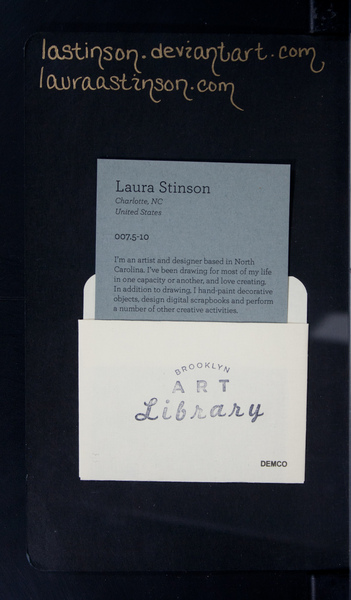 lastinson.deviantart.com
lauraastinson.com
Laura Stinson
Charlotte, NC
United States
007.5-10
I'm an artist and designer based in North
Carolina. I've been drawing for most of my life
in one capacity or another, and love creating.
In addition to drawing, I hand-paint decorative
objects, design digital scrapbooks and perform
a number of other creative activities.
BROOKLYN
ART
Library
DEMCO